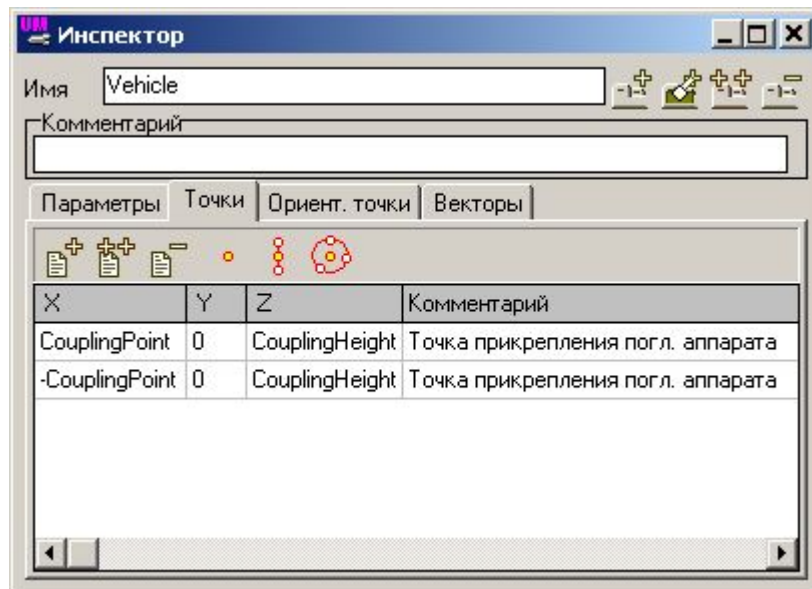 UM
Инспектор
Имя Vehicle
Комментарий
Параметры Точки Ориент. точки Векторы
X Y Z Комментарий
CouplingPoint 0 CouplingHeight Точка прикрепления погл. аппарата
-CouplingPoint 0 CouplingHeight Точка прикрепления погл. аппарата